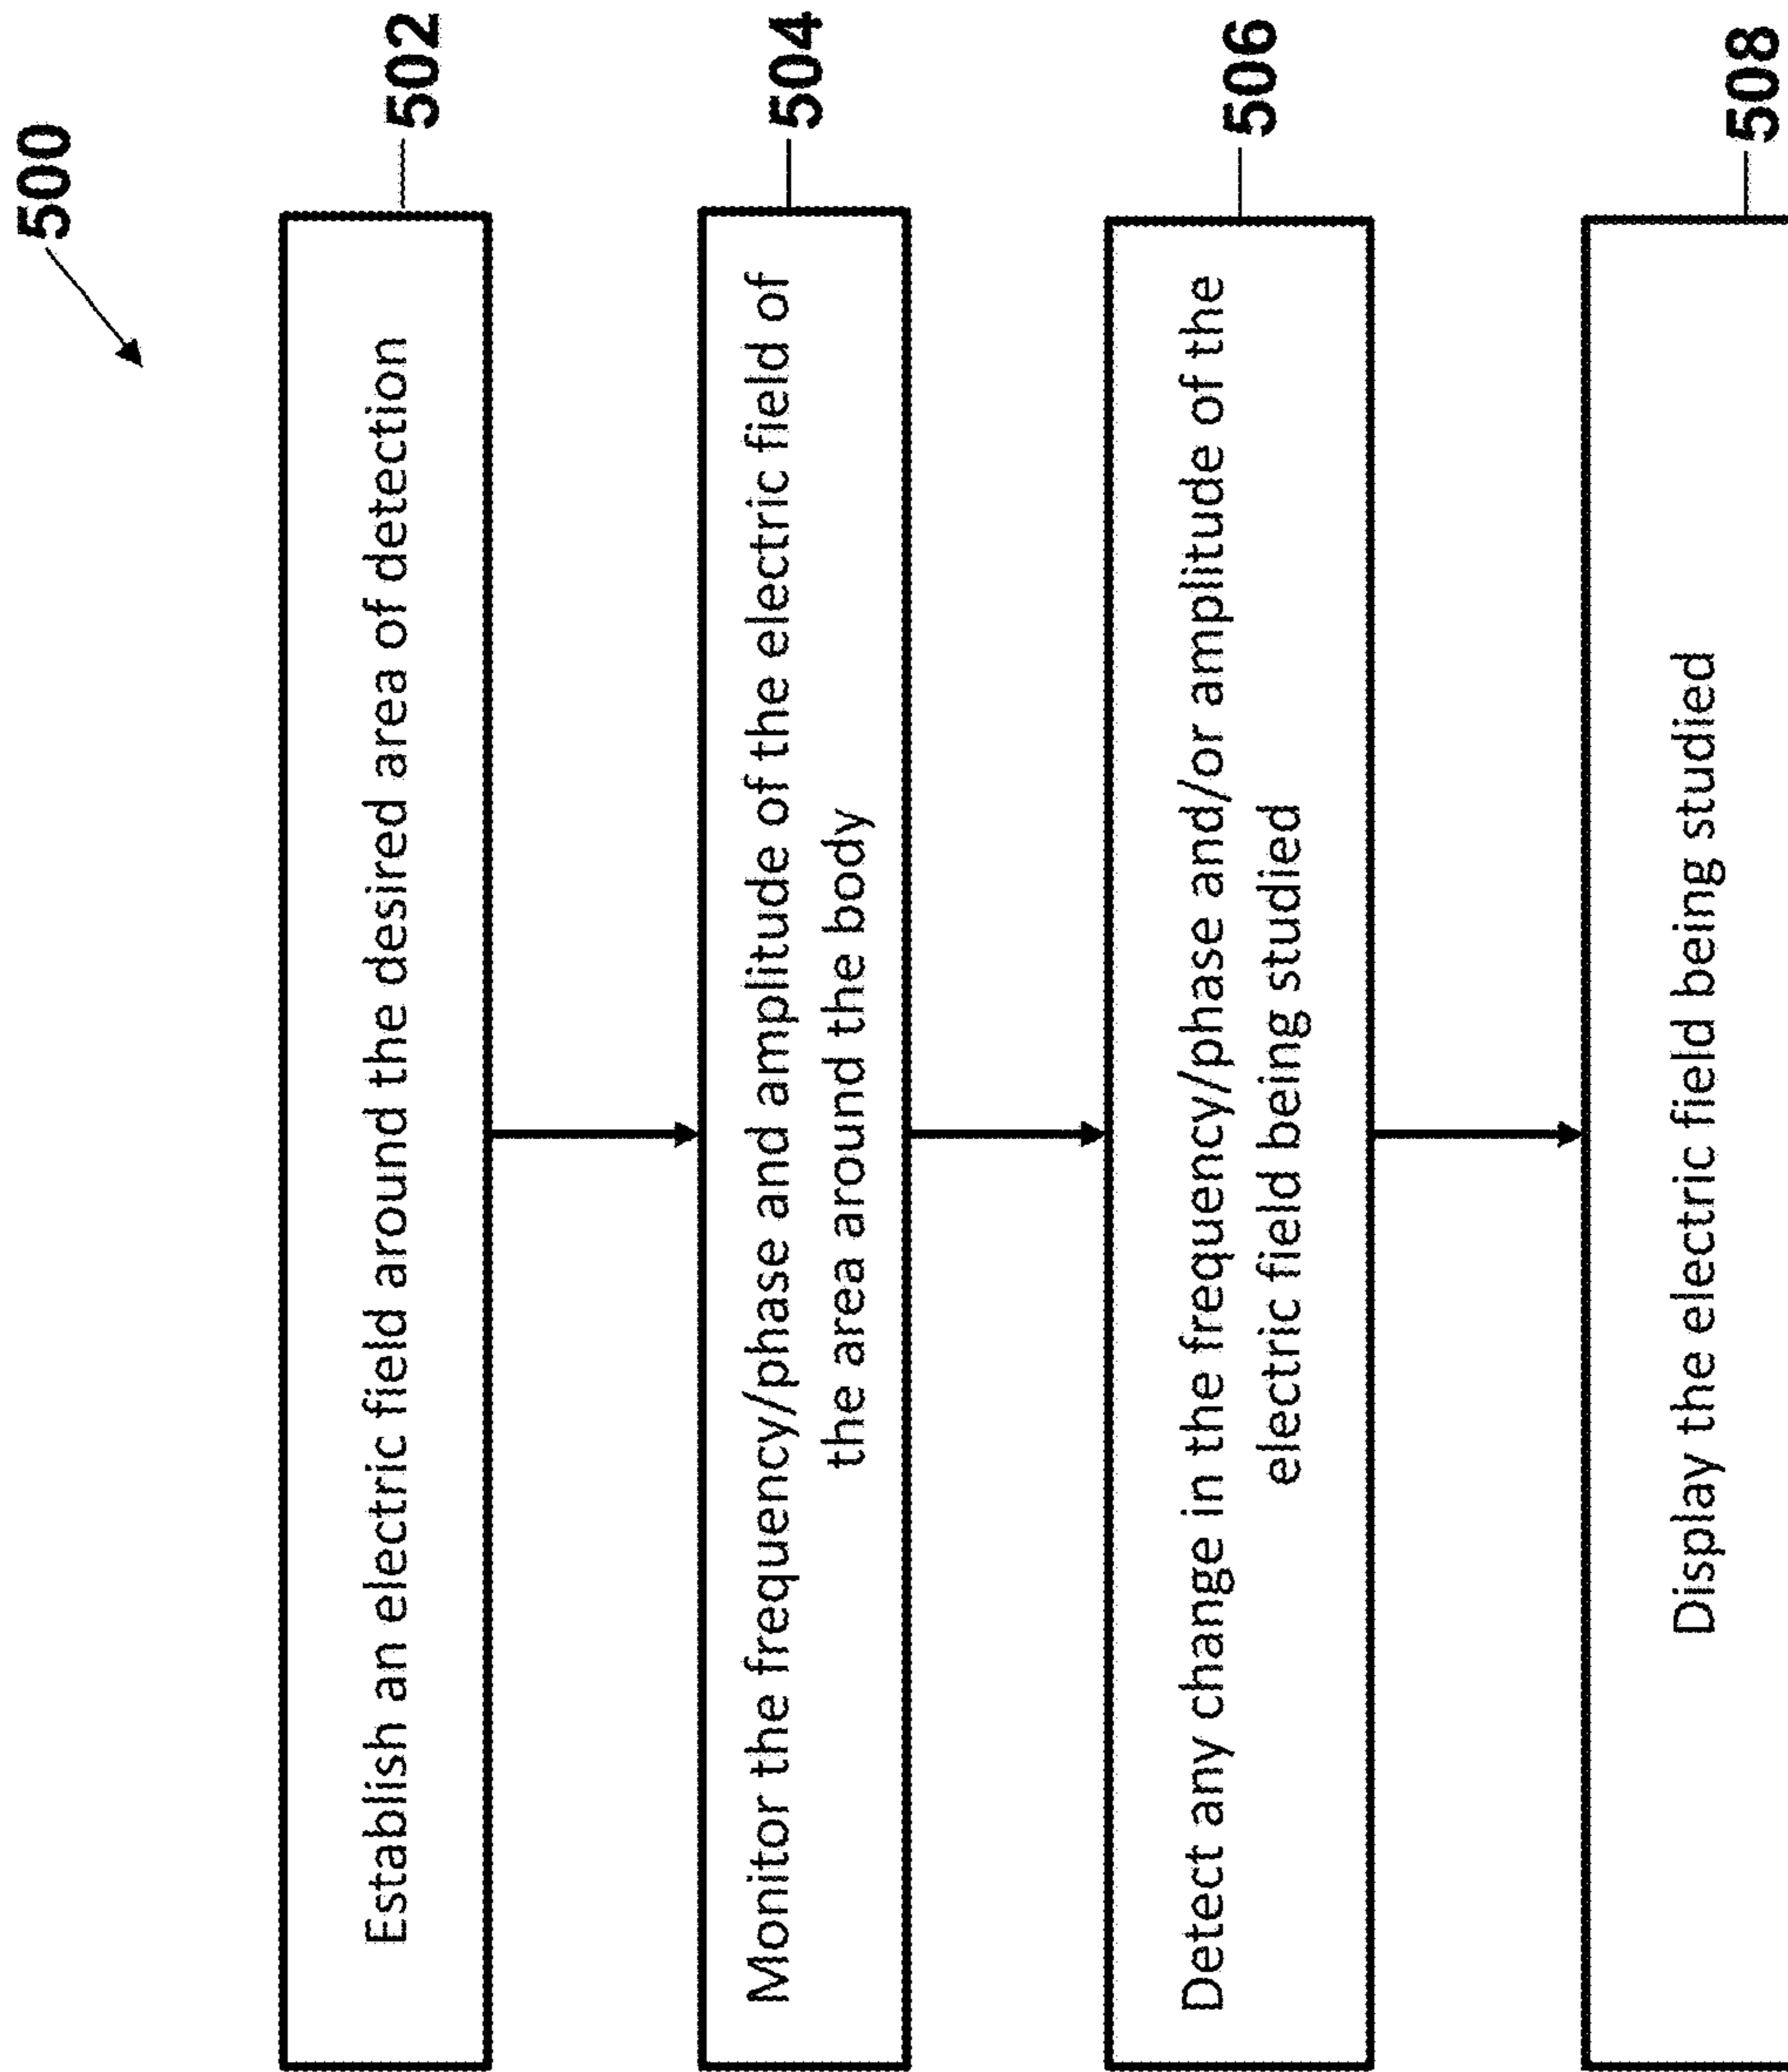 500
Establish an electric field around the desired area of detection
502
Monitor the frequency/phase and amplitude of the electric field of
the area around the body
504
Detect any change in the frequency/phase and/or amplitude of the
electric field being studied
506
Display the electric field being studied
508